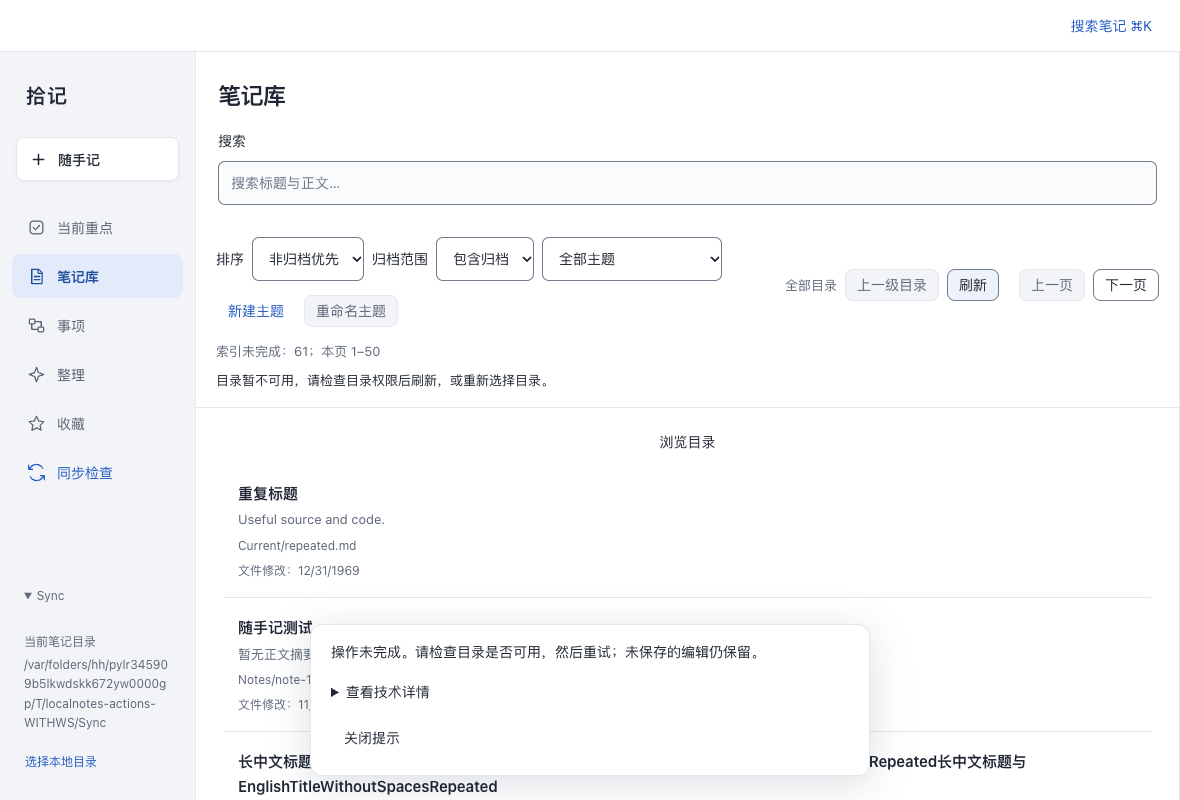 搜索笔记 ⌘K
拾记
随手记
当前重点
笔记库
事项
整理
收藏
同步检查
Sync
当前笔记目录
/var/folders/hh/pylr34590
9b5lkwdskk672yw0000g
p/T/localnotes-actions-
WITHWS/Sync
选择本地目录
笔记库
搜索
搜索标题与正文...
排序 非归档优先 归档范围 包含归档 全部主题
新建主题 重命名主题
全部目录 上一级目录 刷新 上一页 下一页
索引未完成：61；本页 1–50
目录暂不可用，请检查目录权限后刷新，或重新选择目录。
浏览目录
重复标题
Useful source and code.
Current/repeated.md
文件修改：12/31/1969
随手记测试
暂无正文摘要
Notes/note-1
文件修改：11/
长中文标题
Repeated长中文标题与
EnglishTitleWithoutSpacesRepeated
操作未完成。请检查目录是否可用，然后重试；未保存的编辑仍保留。
查看技术详情
关闭提示